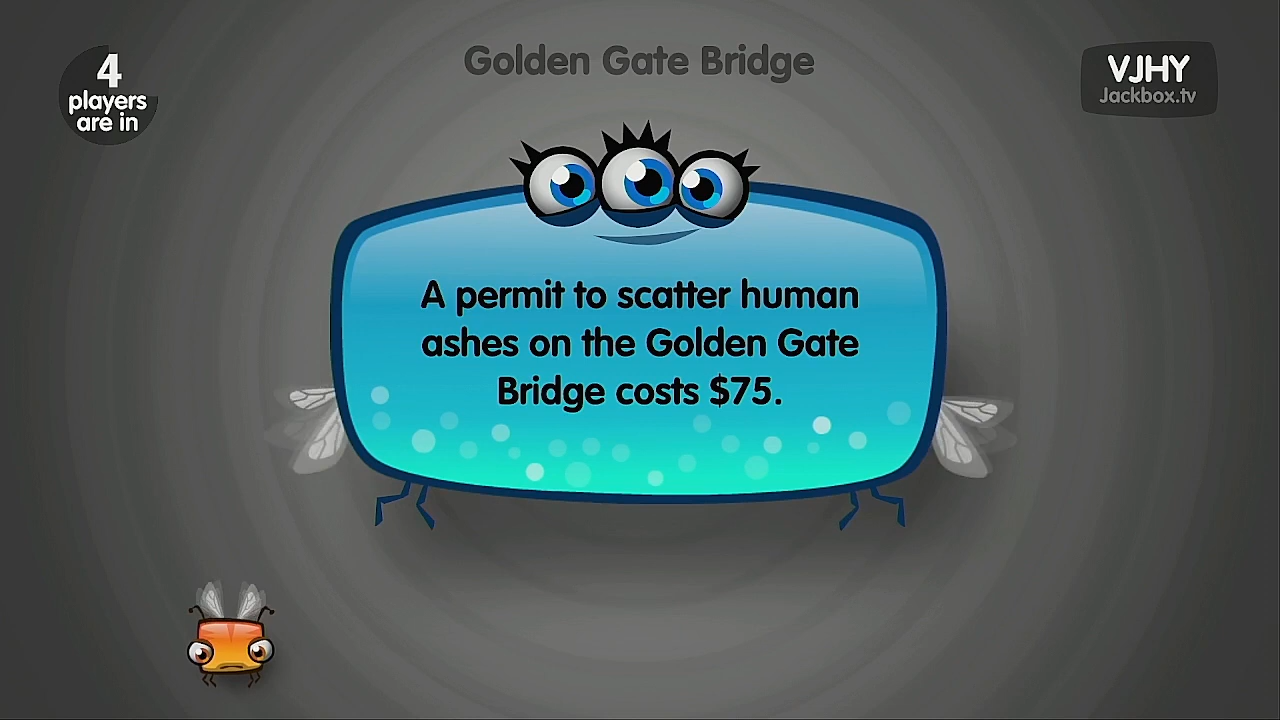 Golden Gate Bridge
4
players
are in
VJHY
Jackbox.tv
A permit to scatter human
ashes on the Golden Gate
Bridge costs $75.